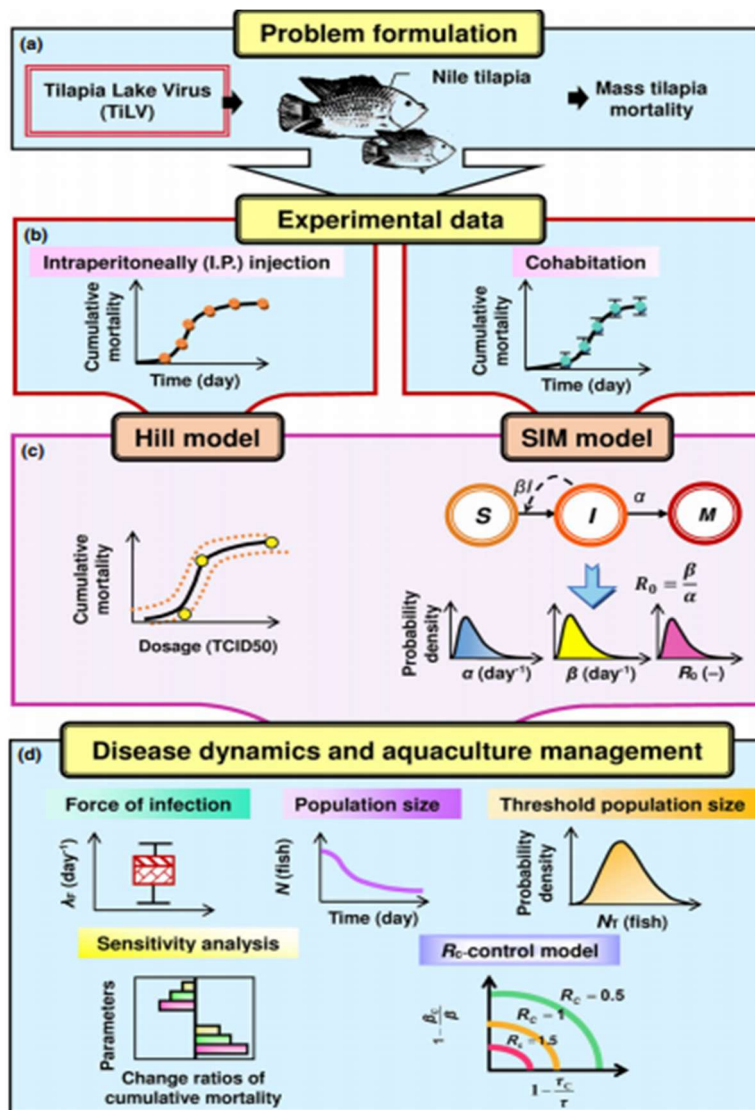 Problem formulation
(a)
Tilapia Lake Virus
(TiLV)
Nile tilapia
Mass tilapia
mortality
Experimental data
(b)
Intraperitoneally (I.P.) injection
Cumulative
mortality
Time (day)
Cohabitation
Cumulative
mortality
Time (day)
Hill model
SIM model
(c)
Cumulative
mortality
Dosage (TCID50)
S
βI
I
α
M
R₀ = β/α
Probability
density
α (day⁻¹)
β (day⁻¹)
R₀ (–)
(d)
Disease dynamics and aquaculture management
Force of infection
λF (day⁻¹)
Population size
N (fish)
Time (day)
Threshold population size
Probability
density
NT (fish)
Sensitivity analysis
Parameters
Change ratios of
cumulative mortality
RC-control model
1-βC/β
RC = 0.5
RC = 1
Rc = 1.5
1-τC/τ